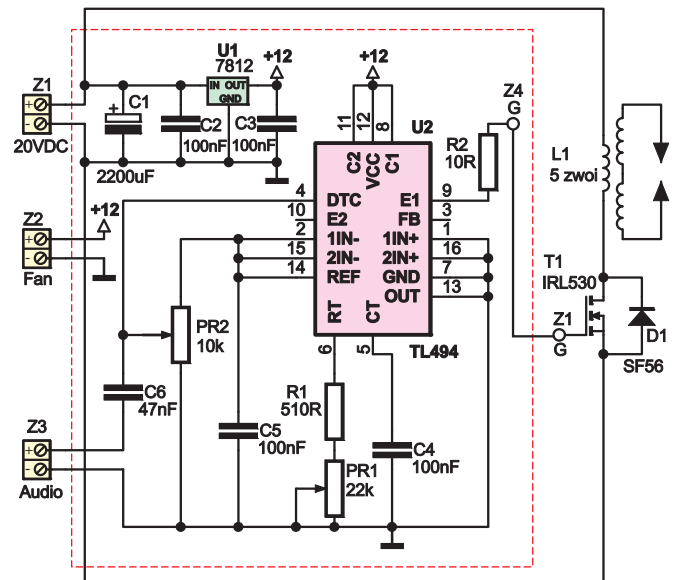 Z1
+
-
20VDC
+
C1
2200uF
C2
100nF
U1
7812
IN OUT
GND
+12
C3
100nF
+12
11
12
8
U2
C2
VCC
C1
4
DTC
10
E2
2
1IN-
15
2IN-
14
REF
E1
9
FB
3
1IN+
1
2IN+
16
GND
7
OUT
13
RT
CT
6
5
TL494
R2
10R
Z4
G
L1
5 zwoi
T1
IRL530
Z1
G
D1
SF56
+12
Z2
+
-
Fan
PR2
10k
C6
47nF
R1
510R
C5
100nF
C4
100nF
PR1
22k
Z3
+
-
Audio